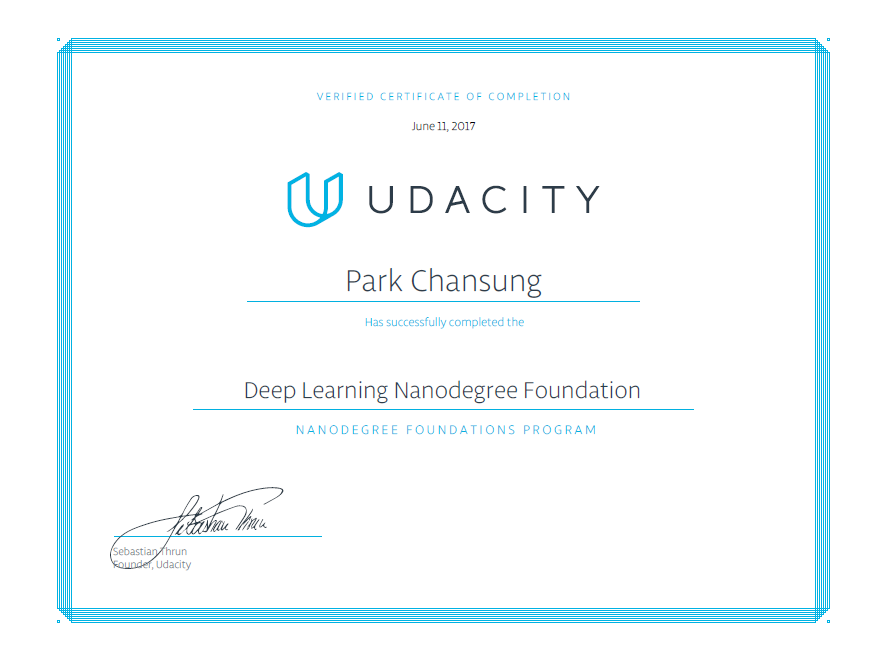 VERIFIED CERTIFICATE OF COMPLETION
June 11, 2017
UDACITY
Park Chansung
Has successfully completed the
Deep Learning Nanodegree Foundation
NANODEGREE FOUNDATIONS PROGRAM
Sebastian Thrun
Sebastian Thrun
Founder, Udacity